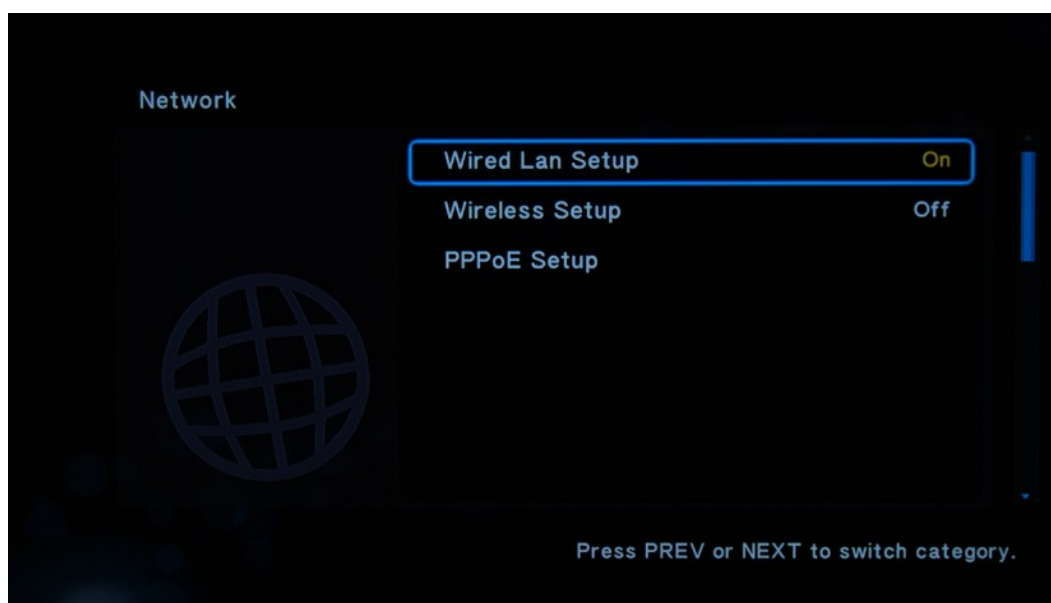 Network
Wired Lan Setup On
Wireless Setup Off
PPPoE Setup
Press PREV or NEXT to switch category.